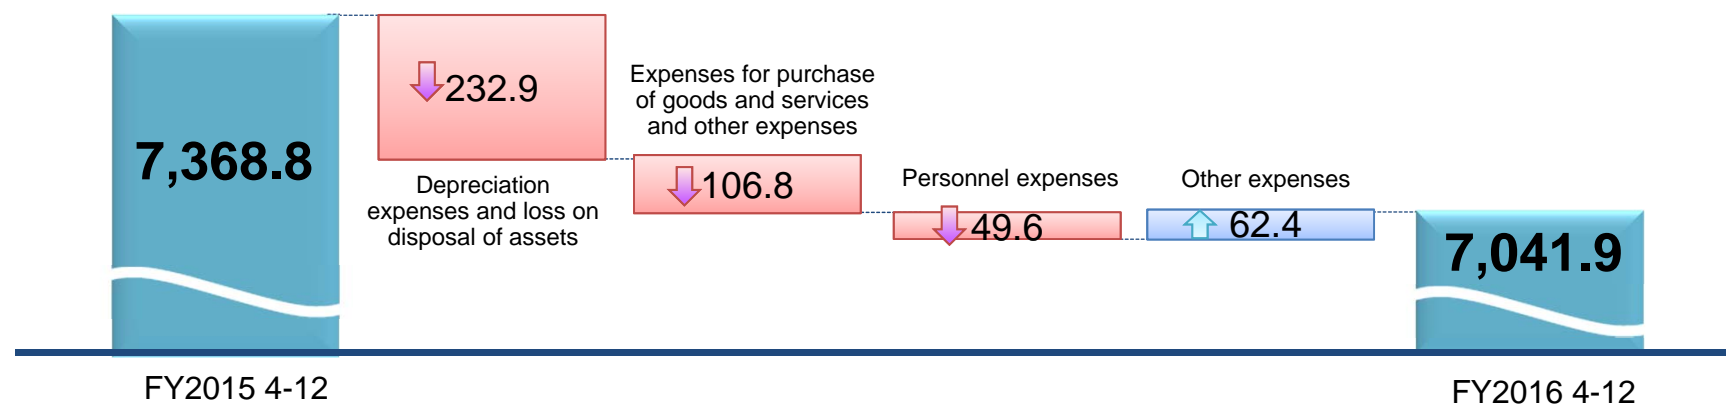 7,368.8
232.9
Depreciation
expenses and loss on
disposal of assets
Expenses for purchase
of goods and services
and other expenses
106.8
Personnel expenses
49.6
Other expenses
62.4
7,041.9
FY2015 4-12
FY2016 4-12